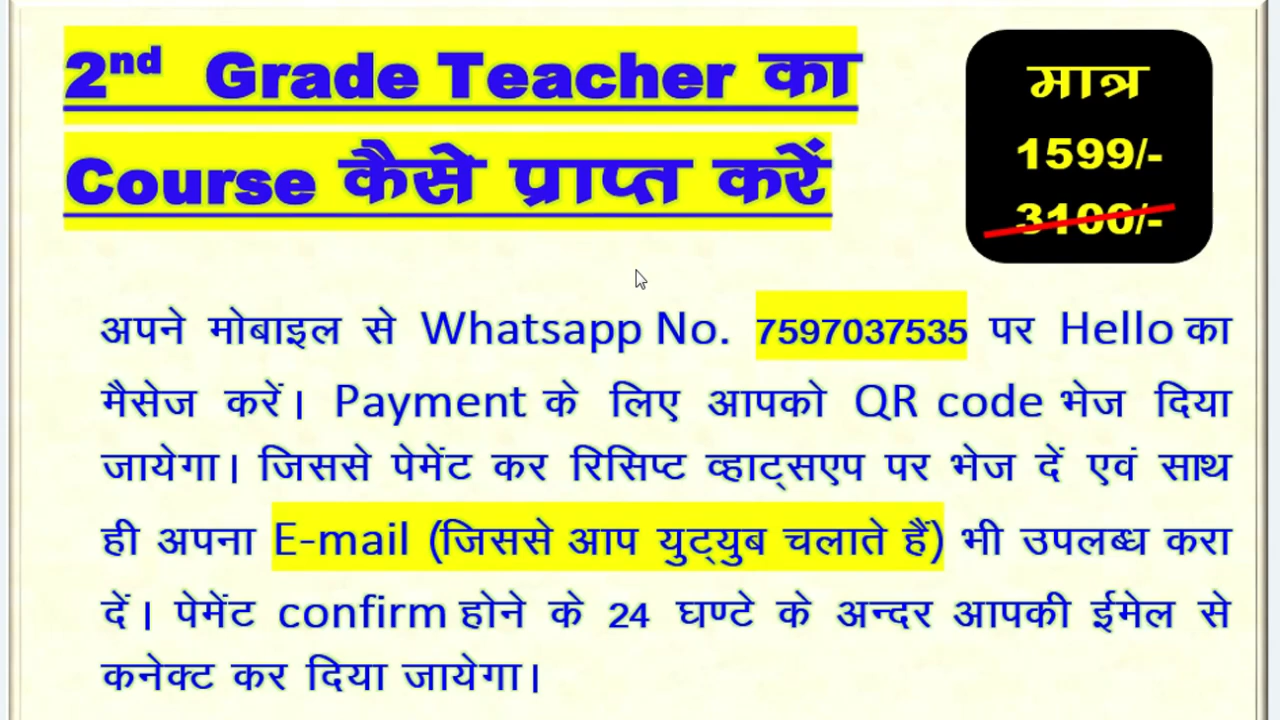 2nd Grade Teacher का
Course कैसे प्राप्त करें
मात्र
1599/-
3100/-
अपने मोबाइल से Whatsapp No. 7597037535 पर Hello का
मैसेज करें। Payment के लिए आपको QR code भेज दिया
जायेगा। जिससे पेमेंट कर रिसिप्ट व्हाट्सएप पर भेज दें एवं साथ
ही अपना E-mail (जिससे आप युट्युब चलाते हैं) भी उपलब्ध करा
दें। पेमेंट confirm होने के 24 घण्टे के अन्दर आपकी ईमेल से
कनेक्ट कर दिया जायेगा।